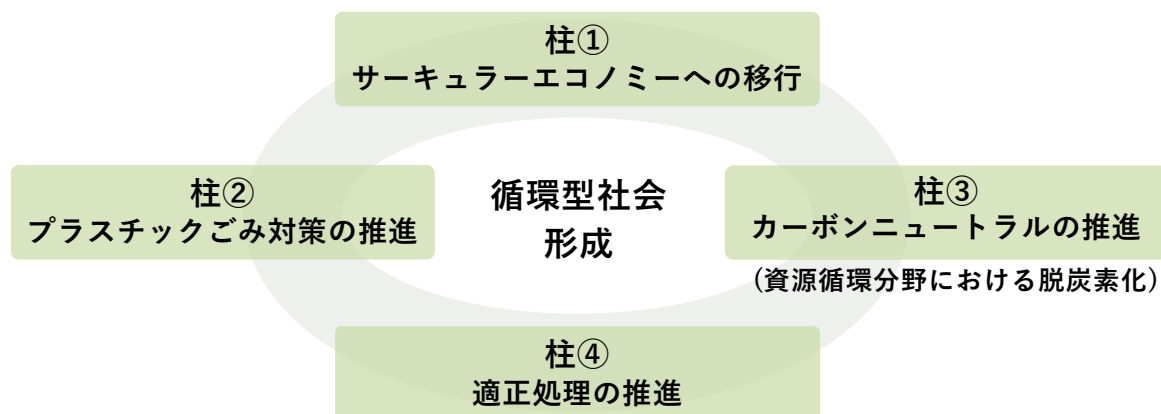 柱①
サーキュラーエコノミーへの移行
柱②
プラスチックごみ対策の推進
循環型社会
形成
柱③
カーボンニュートラルの推進
(資源循環分野における脱炭素化)
柱④
適正処理の推進